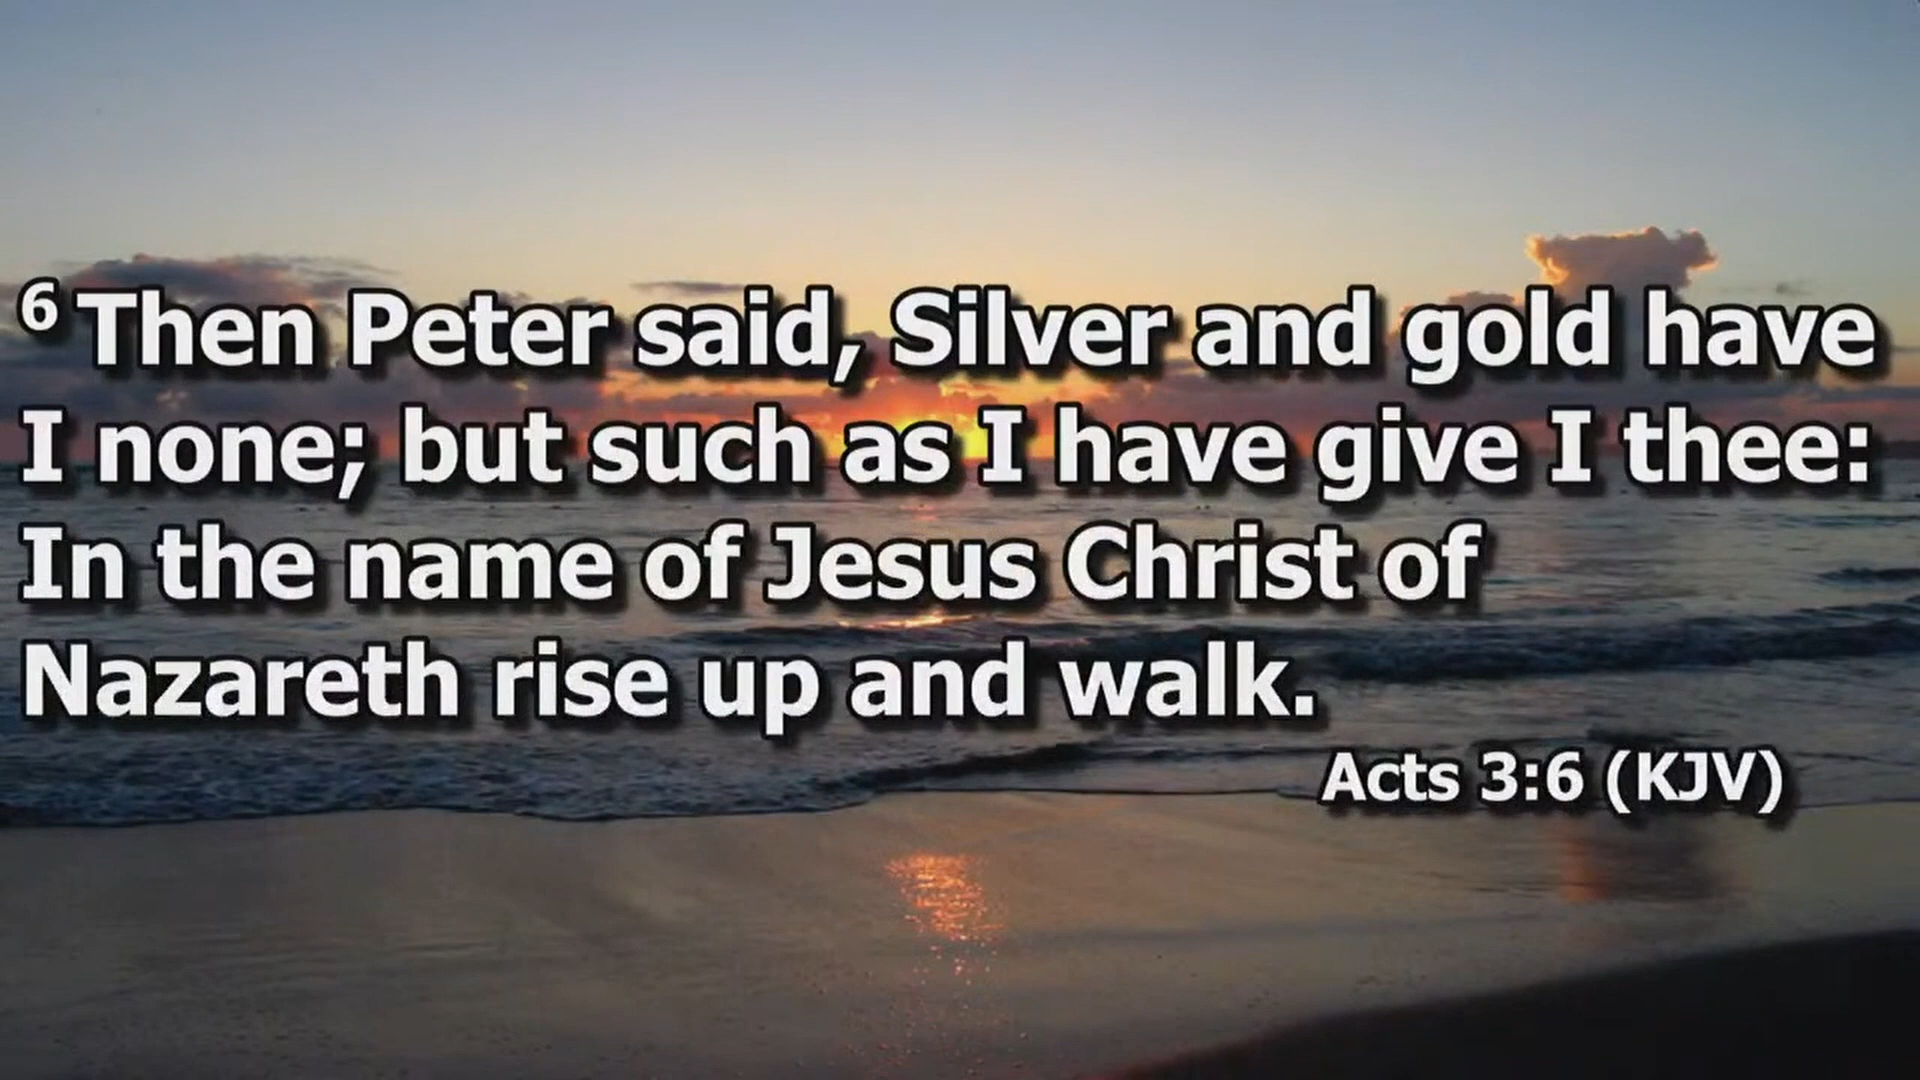 6 Then Peter said, Silver and gold have
I none; but such as I have give I thee:
In the name of Jesus Christ of
Nazareth rise up and walk.
Acts 3:6 (KJV)